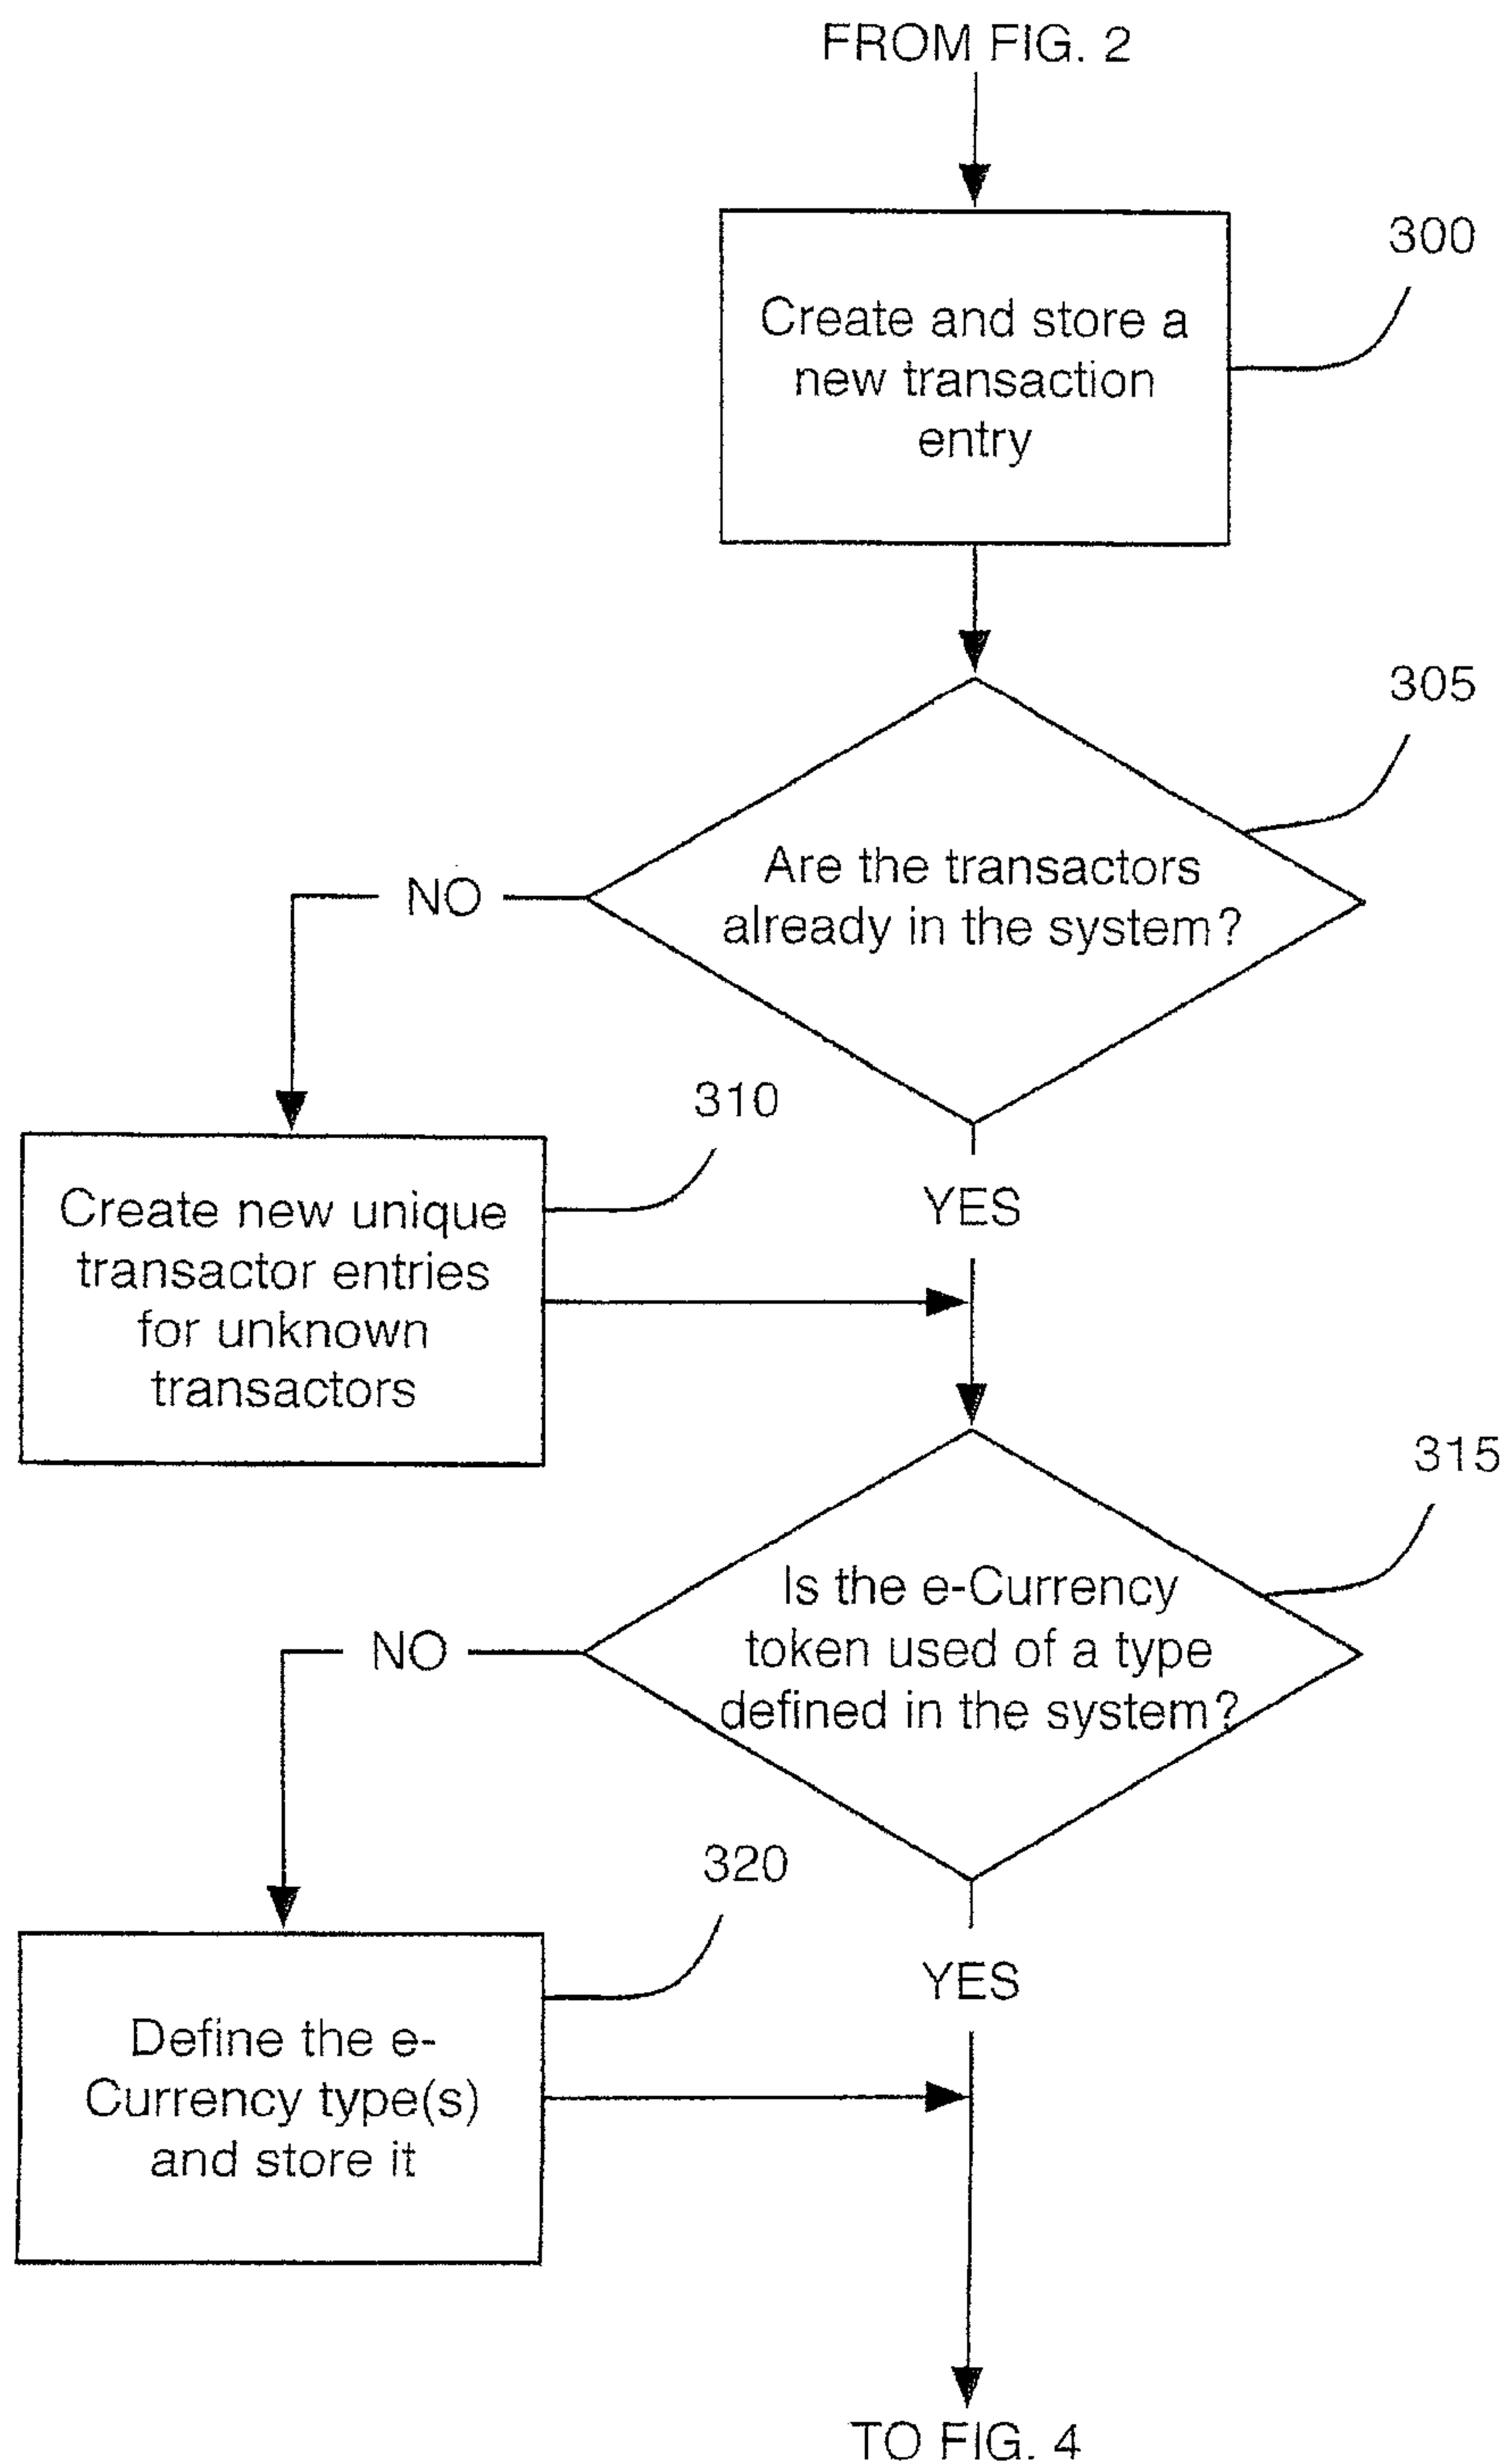 FROM FIG. 2
300
Create and store a
new transaction
entry
305
Are the transactors
already in the system?
NO
YES
310
Create new unique
transactor entries
for unknown
transactors
315
Is the e-Currency
token used of a type
defined in the system?
NO
YES
320
Define the e-
Currency type(s)
and store it
TO FIG. 4